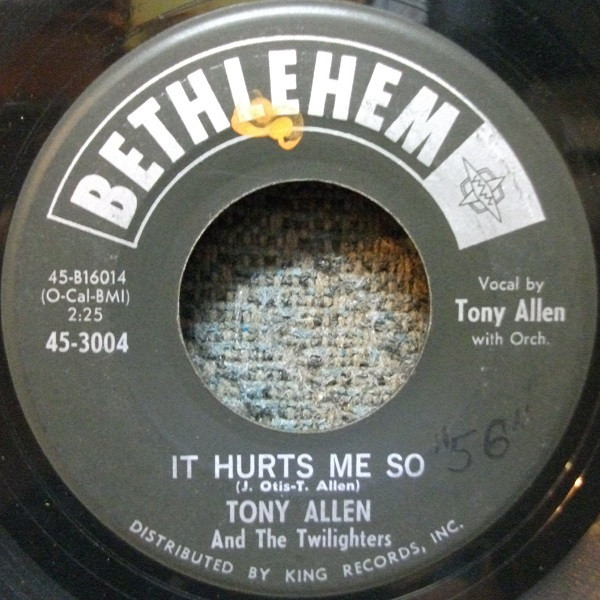 BETHLEHEM
45-B16014
(O-Cal-BMI)
2:25
45-3004
Vocal by
Tony Allen
with Orch.
IT HURTS ME SO
(J. Otis-T. Allen)
TONY ALLEN
And The Twilighters
"56"
DISTRIBUTED BY KING RECORDS, INC.